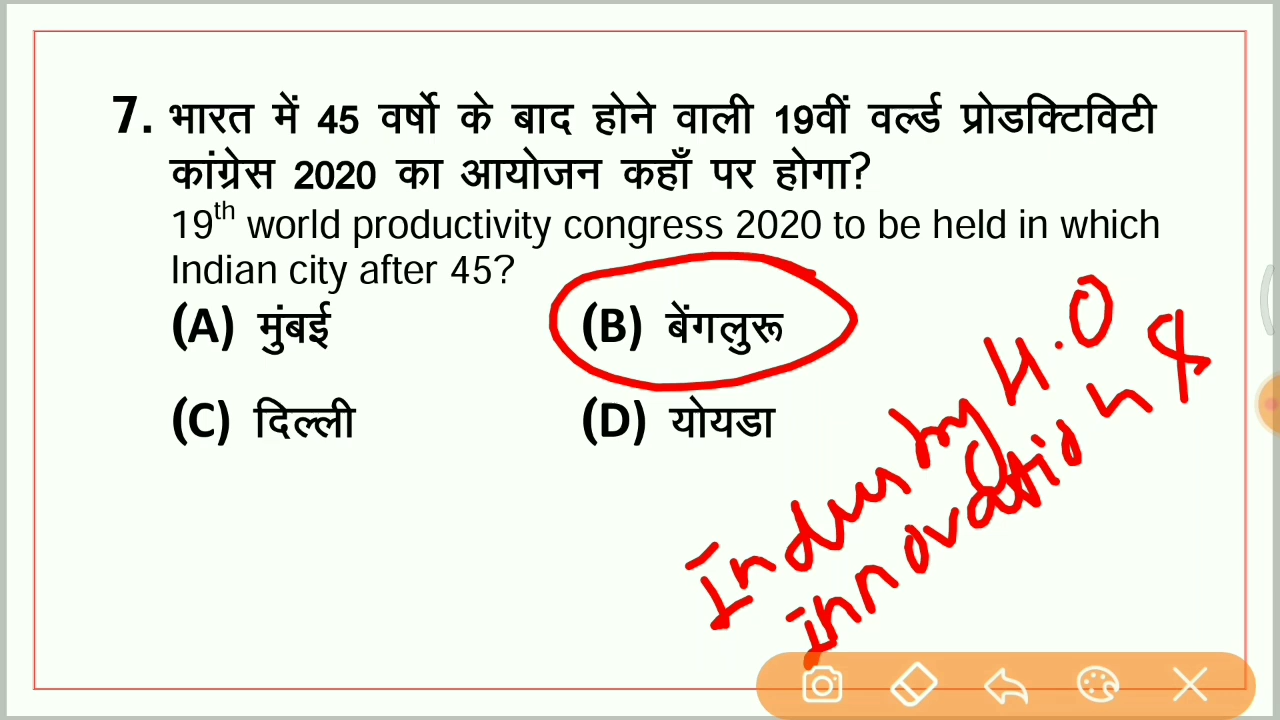 7. भारत में 45 वर्षो के बाद होने वाली 19वीं वर्ल्ड प्रोडक्टिविटी
कांग्रेस 2020 का आयोजन कहाँ पर होगा?
19th world productivity congress 2020 to be held in which
Indian city after 45?
(A) मुंबई (B) बेंगलुरू
(C) दिल्ली (D) योयडा
Industry 4.0
innovation &